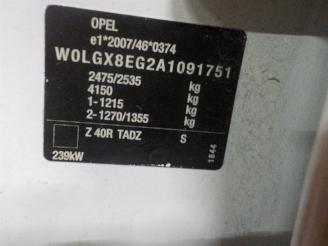 OPEL
e1*2007/46*0374
W0LGX8EG2A1091751
2475/2535 kg
4150 kg
1-1215 kg
2-1270/1355 kg
Z 40R TADZ S
239kW
1844